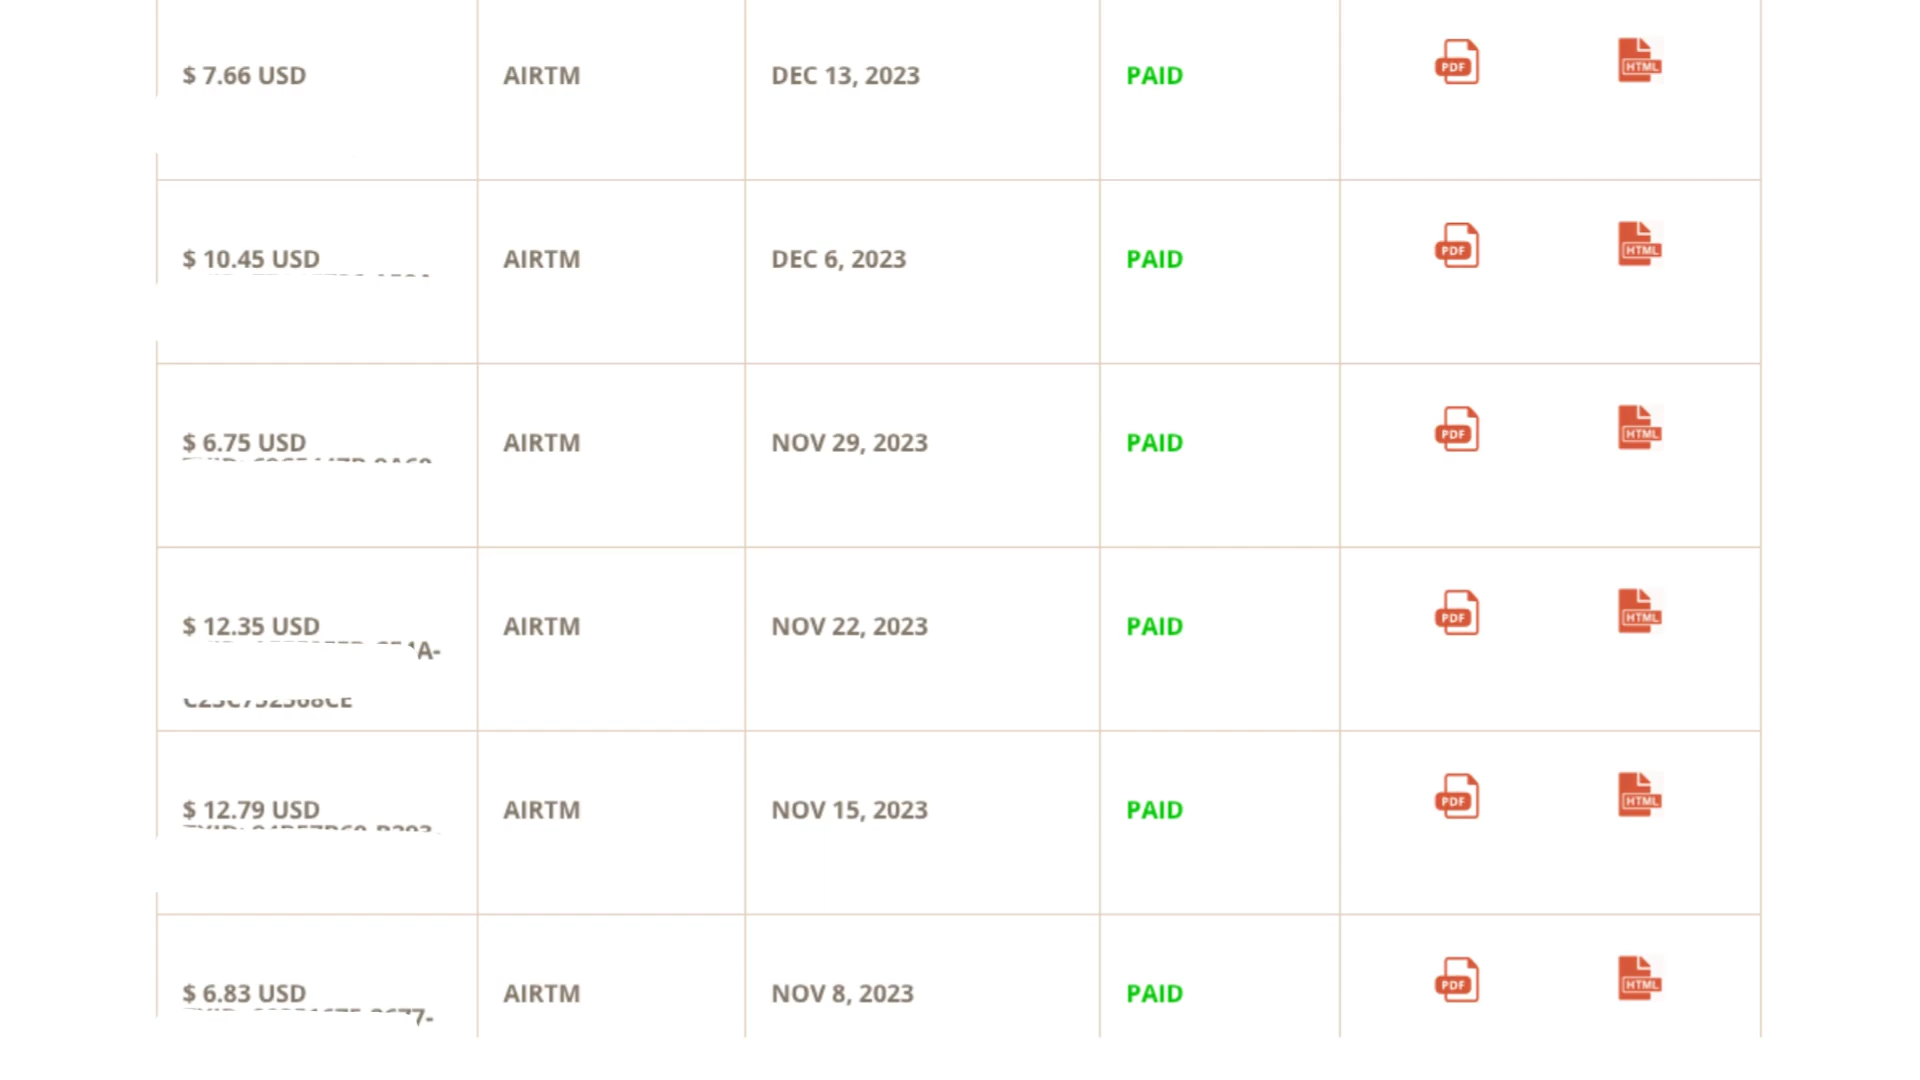 $ 7.66 USD AIRTM DEC 13, 2023 PAID PDF HTML
$ 10.45 USD AIRTM DEC 6, 2023 PAID PDF HTML
$ 6.75 USD AIRTM NOV 29, 2023 PAID PDF HTML
$ 12.35 USD AIRTM NOV 22, 2023 PAID PDF HTML
$ 12.79 USD AIRTM NOV 15, 2023 PAID PDF HTML
$ 6.83 USD AIRTM NOV 8, 2023 PAID PDF HTML